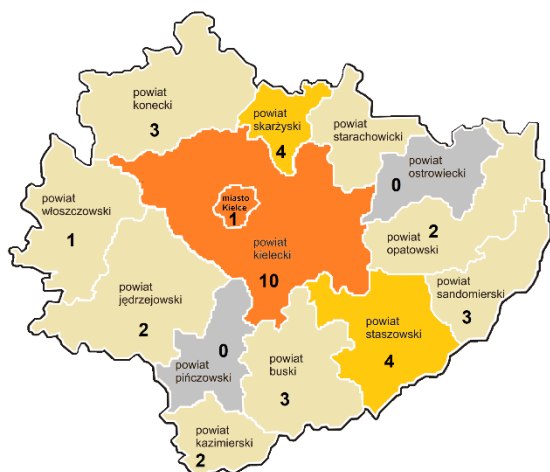 powiat
konecki
3
powiat
skarżyski
4
powiat
starachowicki
powiat
ostrowiecki
0
miasto
Kielce
1
powiat
włoszczowski
1
powiat
kielecki
10
2
powiat
opatowski
powiat
sandomierski
3
powiat
jędrzejowski
2
0
powiat
pińczowski
powiat
staszowski
4
powiat
buski
3
powiat
kazimierski
2